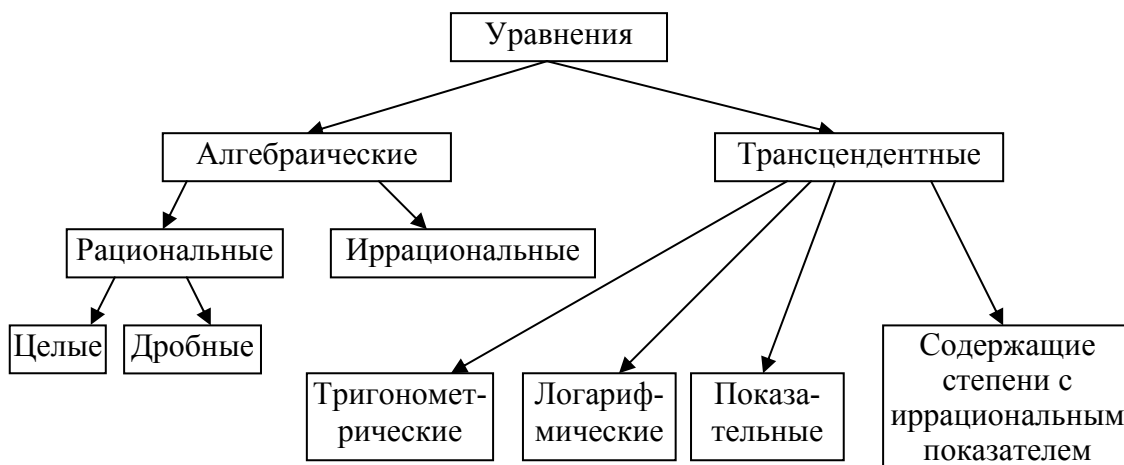 Уравнения
Алгебраические
Трансцендентные
Рациональные
Иррациональные
Целые
Дробные
Тригономет-
рические
Логариф-
мические
Показа-
тельные
Содержащие
степени с
иррациональным
показателем